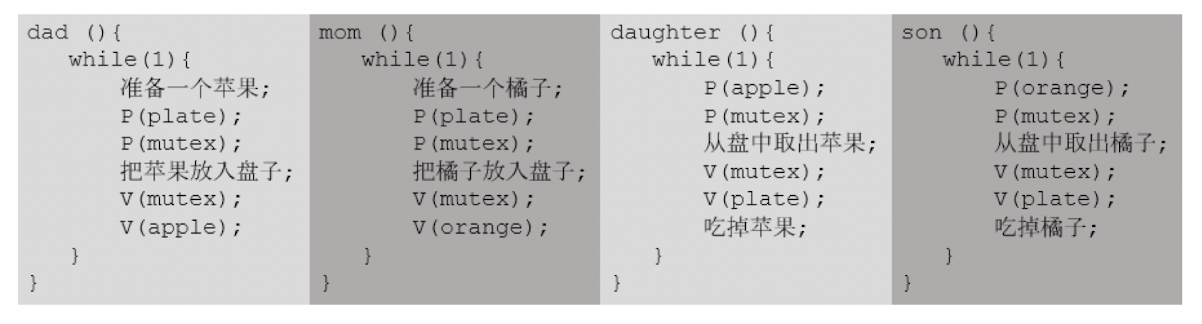 dad (){
while(1){
准备一个苹果;
P(plate);
P(mutex);
把苹果放入盘子;
V(mutex);
V(apple);
}
}
mom (){
while(1){
准备一个橘子;
P(plate);
P(mutex);
把橘子放入盘子;
V(mutex);
V(orange);
}
}
daughter (){
while(1){
P(apple);
P(mutex);
从盘中取出苹果;
V(mutex);
V(plate);
吃掉苹果;
}
}
son (){
while(1){
P(orange);
P(mutex);
从盘中取出橘子;
V(mutex);
V(plate);
吃掉橘子;
}
}